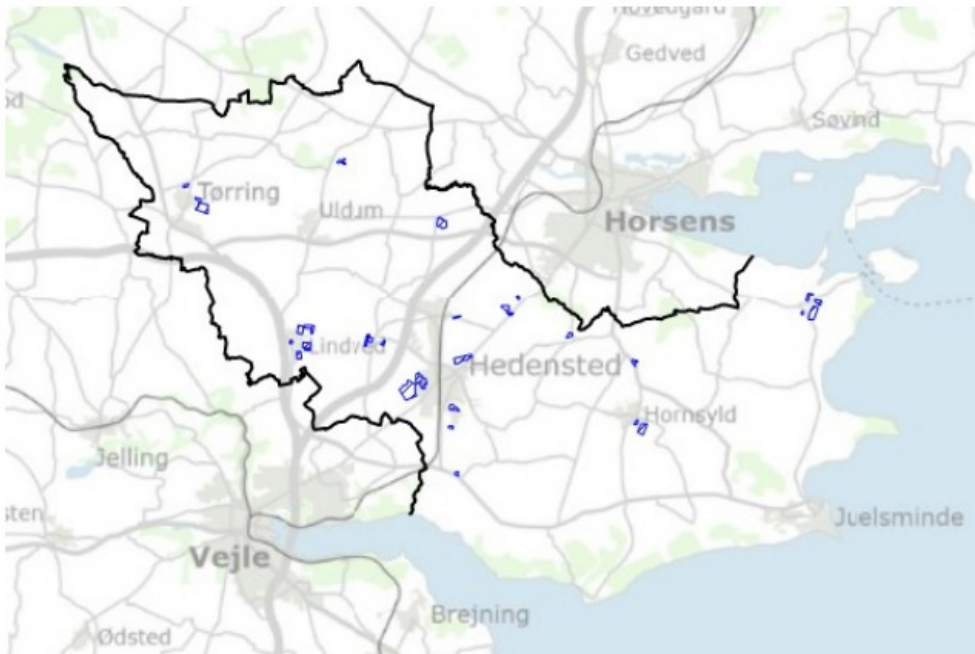 Gedved
Søvind
Tørring
Uldum
Horsens
Lindved
Hedensted
Hornsyld
Jelling
Juelsminde
Vejle
Brejning
Ødsted